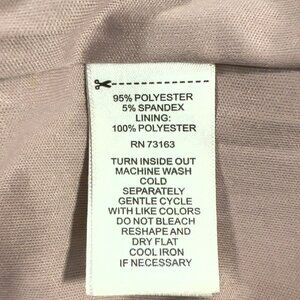 95% POLYESTER
5% SPANDEX
LINING:
100% POLYESTER
RN 73163
TURN INSIDE OUT
MACHINE WASH
COLD
SEPARATELY
GENTLE CYCLE
WITH LIKE COLORS
DO NOT BLEACH
RESHAPE AND
DRY FLAT
COOL IRON
IF NECESSARY